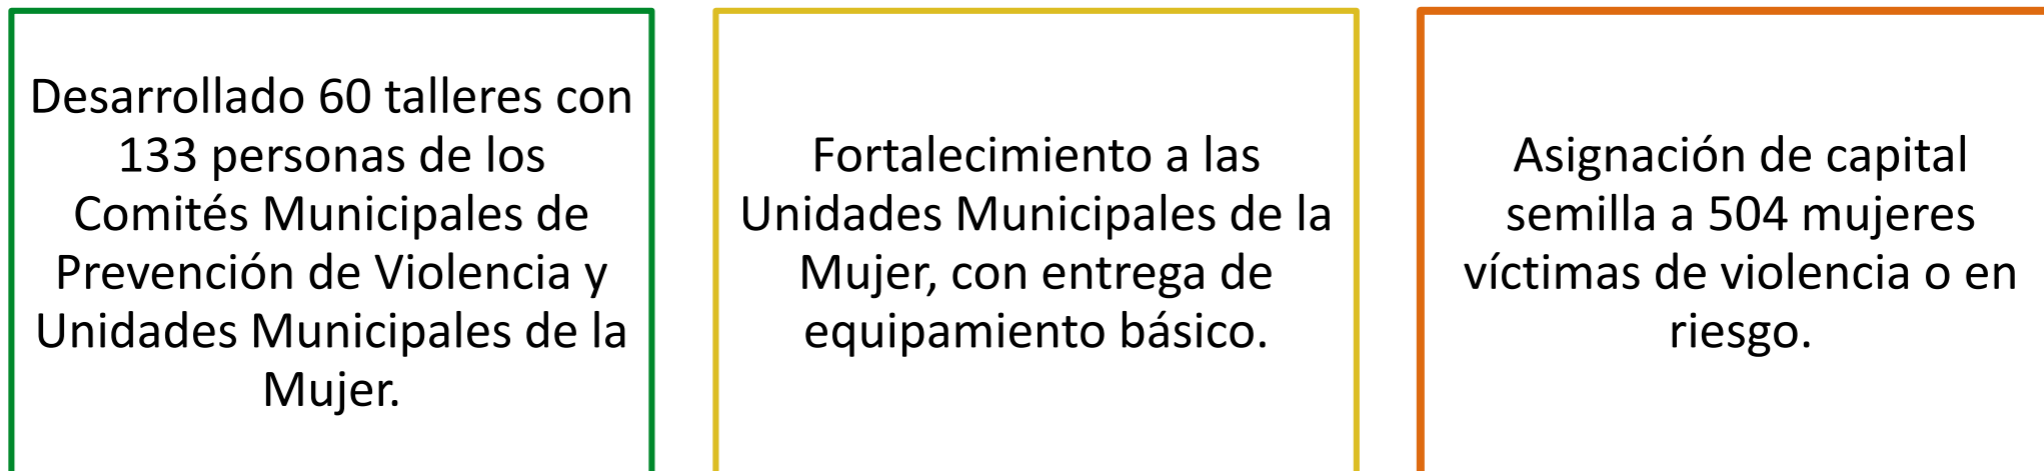 Desarrollado 60 talleres con
133 personas de los
Comités Municipales de
Prevención de Violencia y
Unidades Municipales de la
Mujer.
Fortalecimiento a las
Unidades Municipales de la
Mujer, con entrega de
equipamiento básico.
Asignación de capital
semilla a 504 mujeres
víctimas de violencia o en
riesgo.